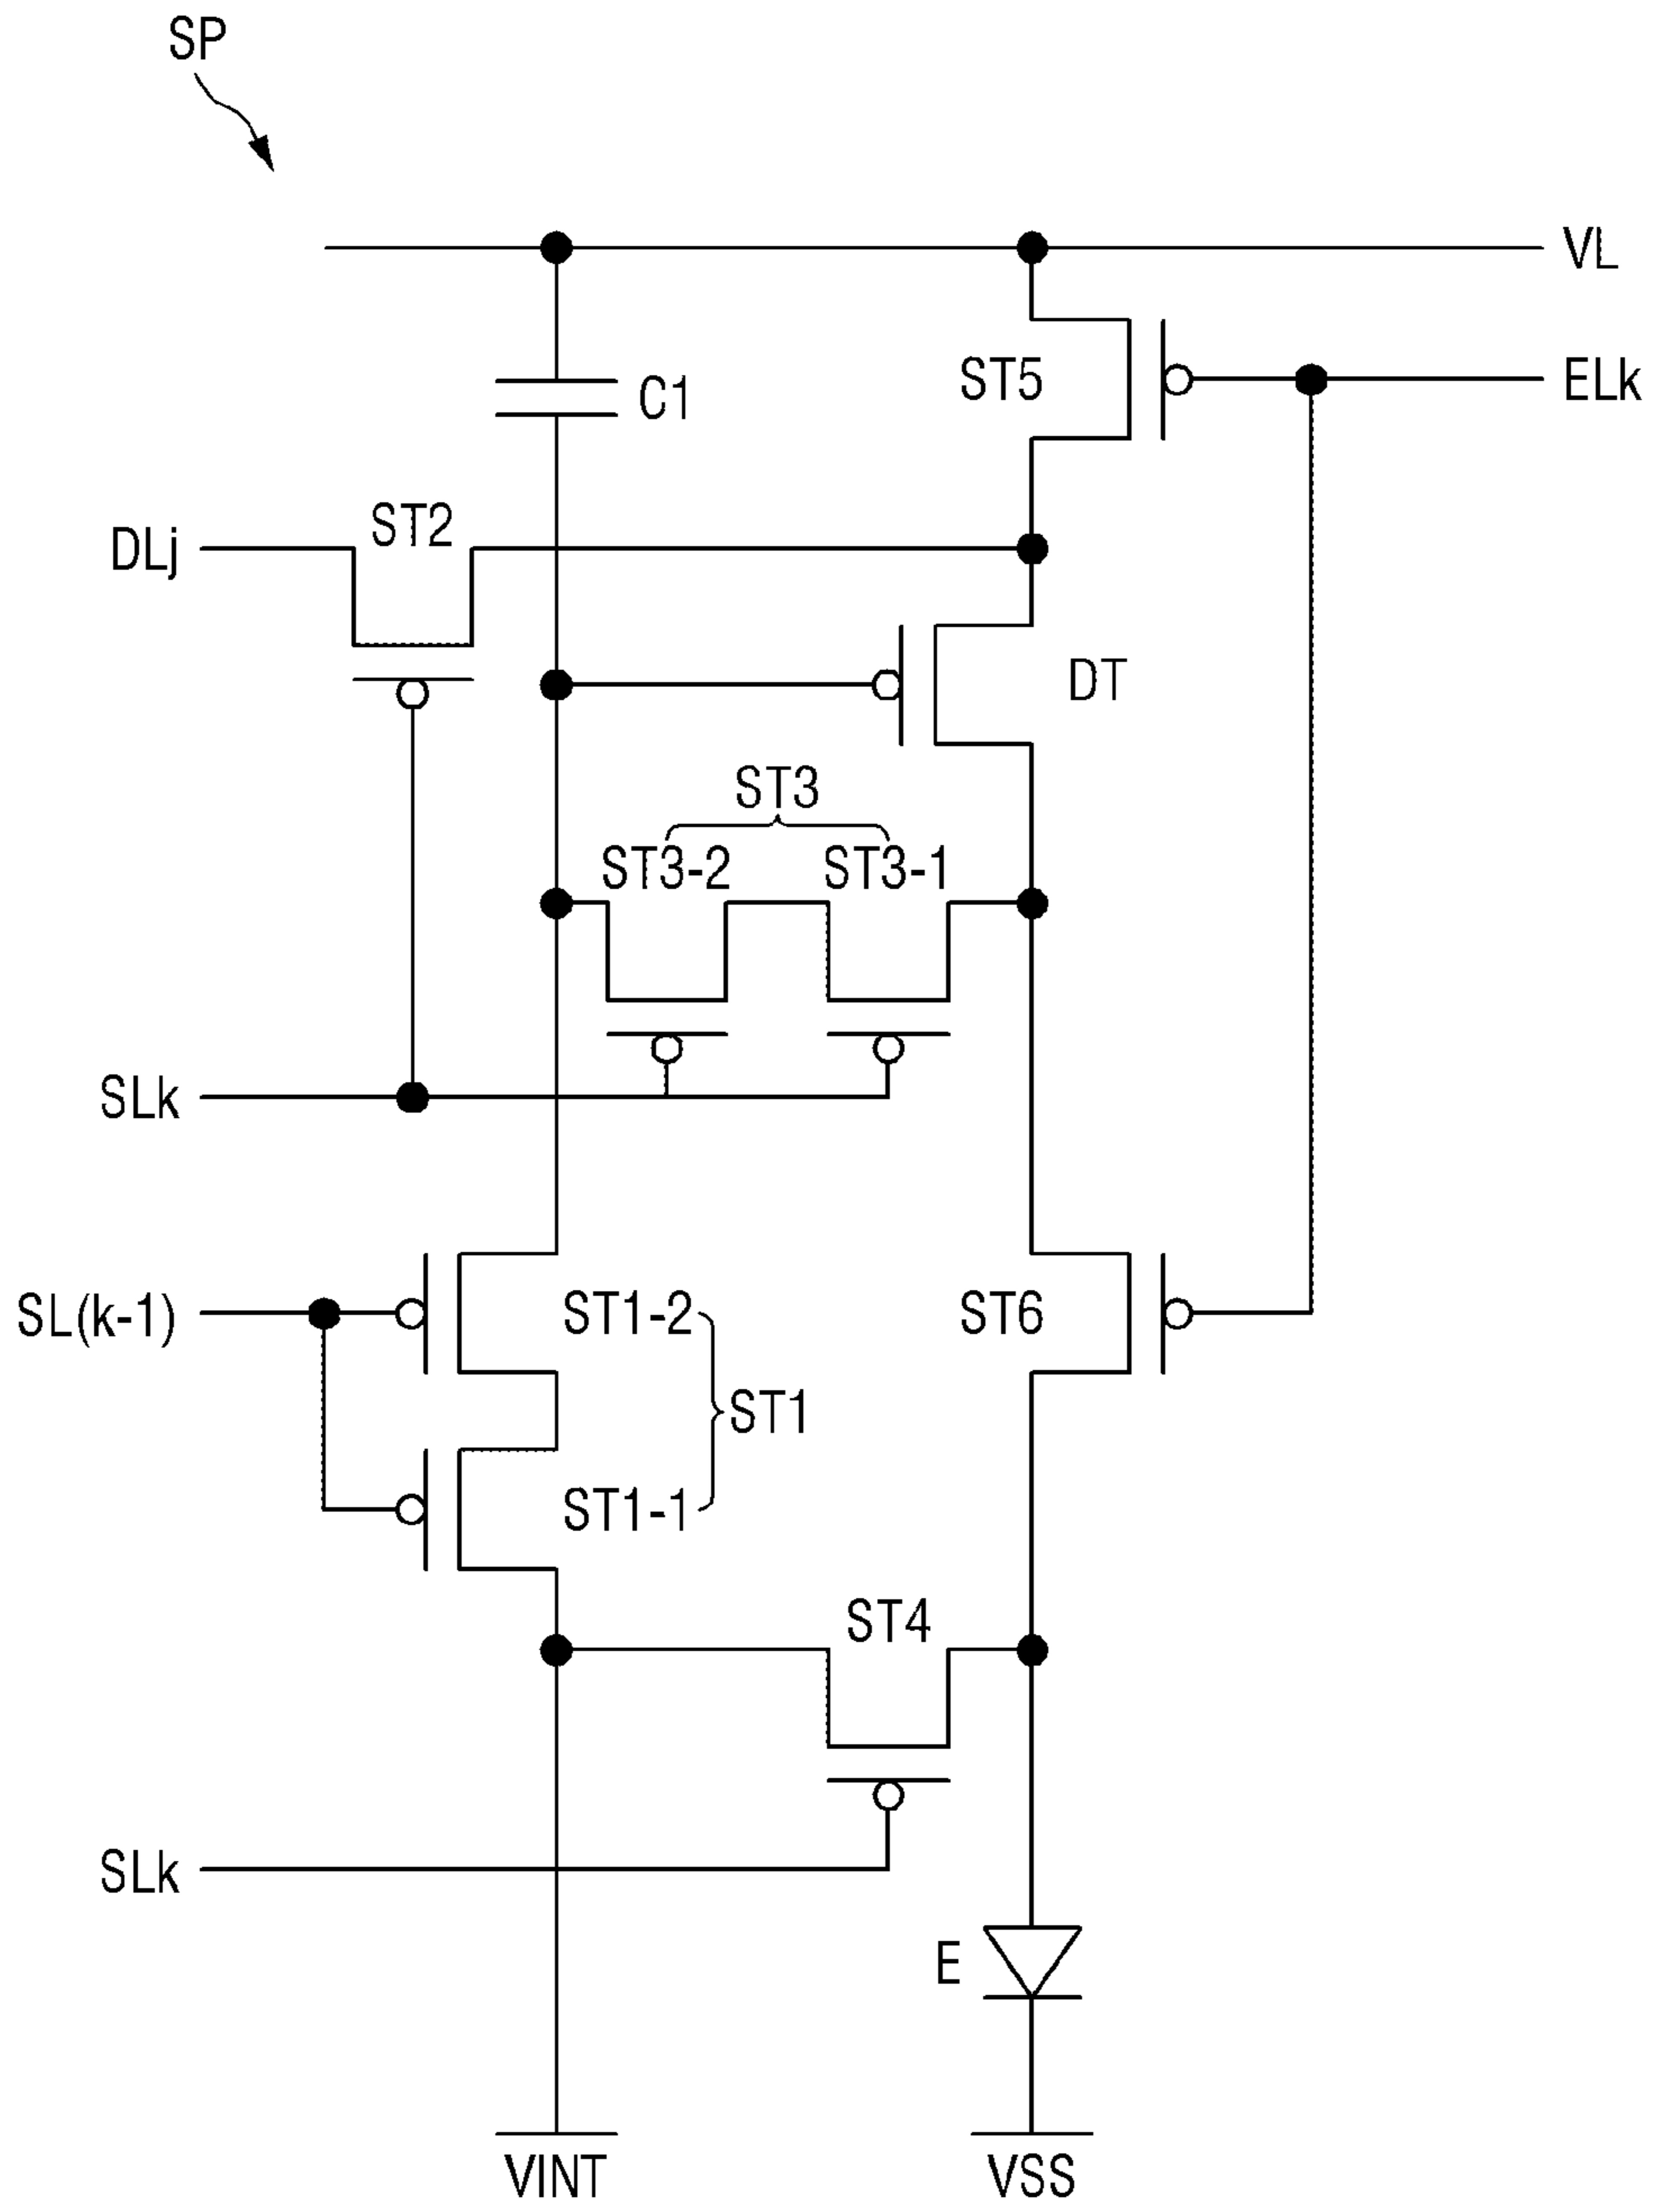 SP
VL
ST5
ELk
C1
ST2
DLj
DT
ST3
ST3-2
ST3-1
SLk
SL(k-1)
ST1-2
ST6
ST1
ST1-1
ST4
SLk
E
VINT
VSS